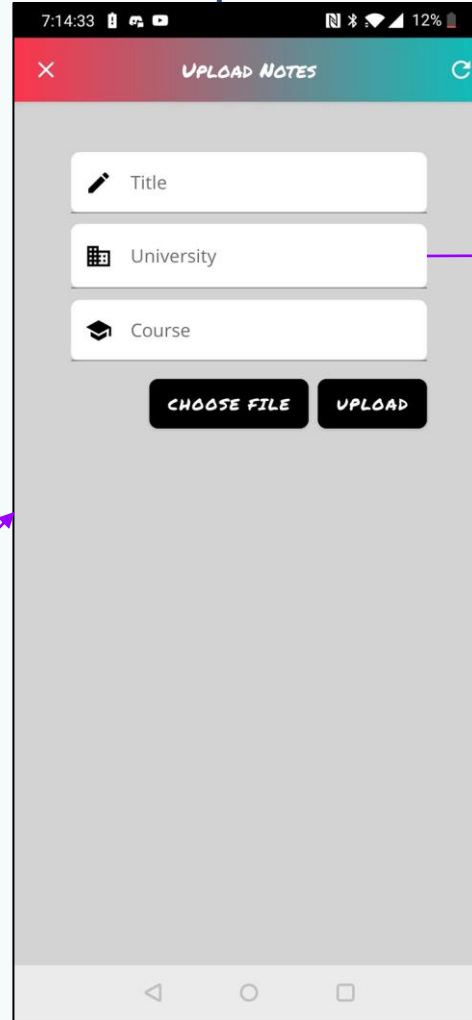 7:14:33 12%
UPLOAD NOTES
Title
University
Course
CHOOSE FILE UPLOAD